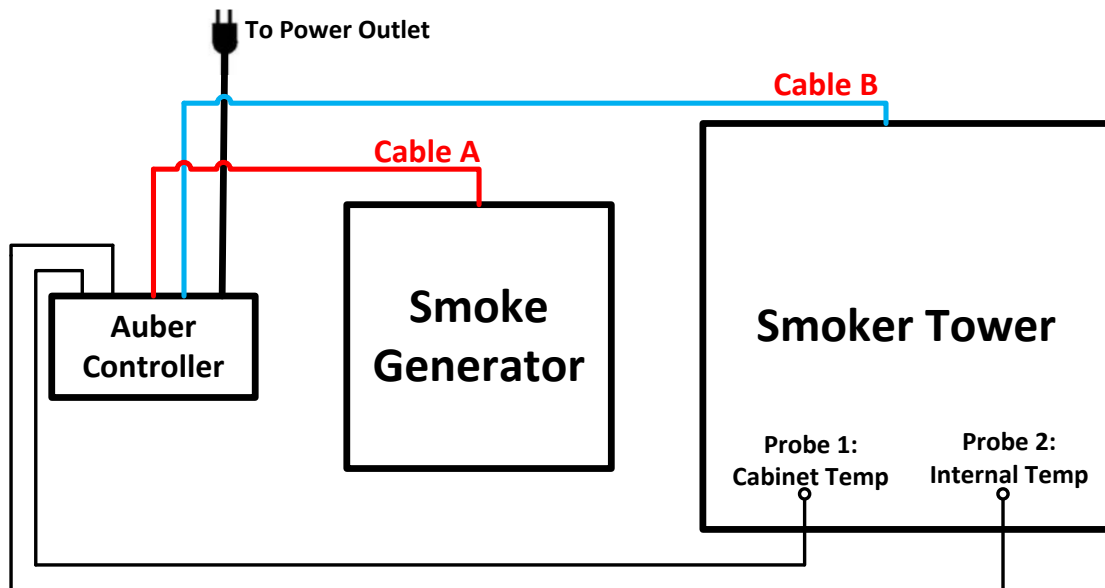 To Power Outlet
Cable B
Cable A
Auber
Controller
Smoke
Generator
Smoker Tower
Probe 1:
Cabinet Temp
Probe 2:
Internal Temp